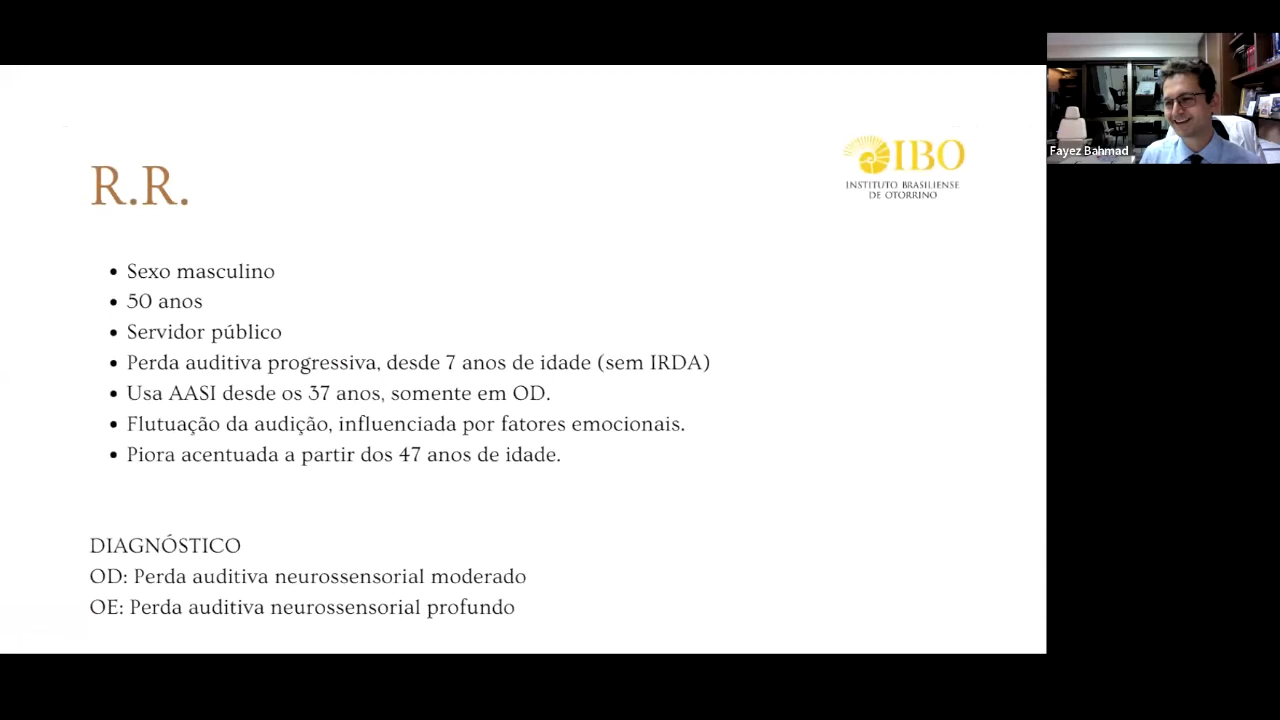 R.R.
IBO
INSTITUTO BRASILIENSE
DE OTORRINO
Fayez Bahmad
• Sexo masculino
• 50 anos
• Servidor público
• Perda auditiva progressiva, desde 7 anos de idade (sem IRDA)
• Usa AASI desde os 37 anos, somente em OD.
• Flutuação da audição, influenciada por fatores emocionais.
• Piora acentuada a partir dos 47 anos de idade.
DIAGNÓSTICO
OD: Perda auditiva neurossensorial moderado
OE: Perda auditiva neurossensorial profundo